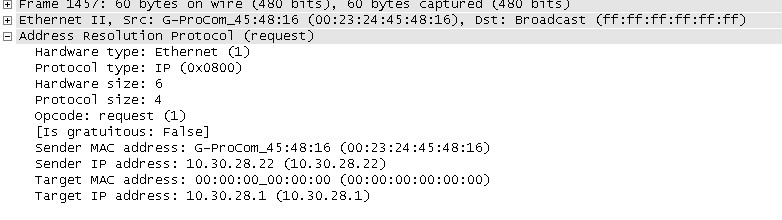 Frame 1457: 60 bytes on wire (480 bits), 60 bytes captured (480 bits)
Ethernet II, Src: G-ProCom_45:48:16 (00:23:24:45:48:16), Dst: Broadcast (ff:ff:ff:ff:ff:ff)
Address Resolution Protocol (request)
Hardware type: Ethernet (1)
Protocol type: IP (0x0800)
Hardware size: 6
Protocol size: 4
Opcode: request (1)
[Is gratuitous: False]
Sender MAC address: G-ProCom_45:48:16 (00:23:24:45:48:16)
Sender IP address: 10.30.28.22 (10.30.28.22)
Target MAC address: 00:00:00_00:00:00 (00:00:00:00:00:00)
Target IP address: 10.30.28.1 (10.30.28.1)